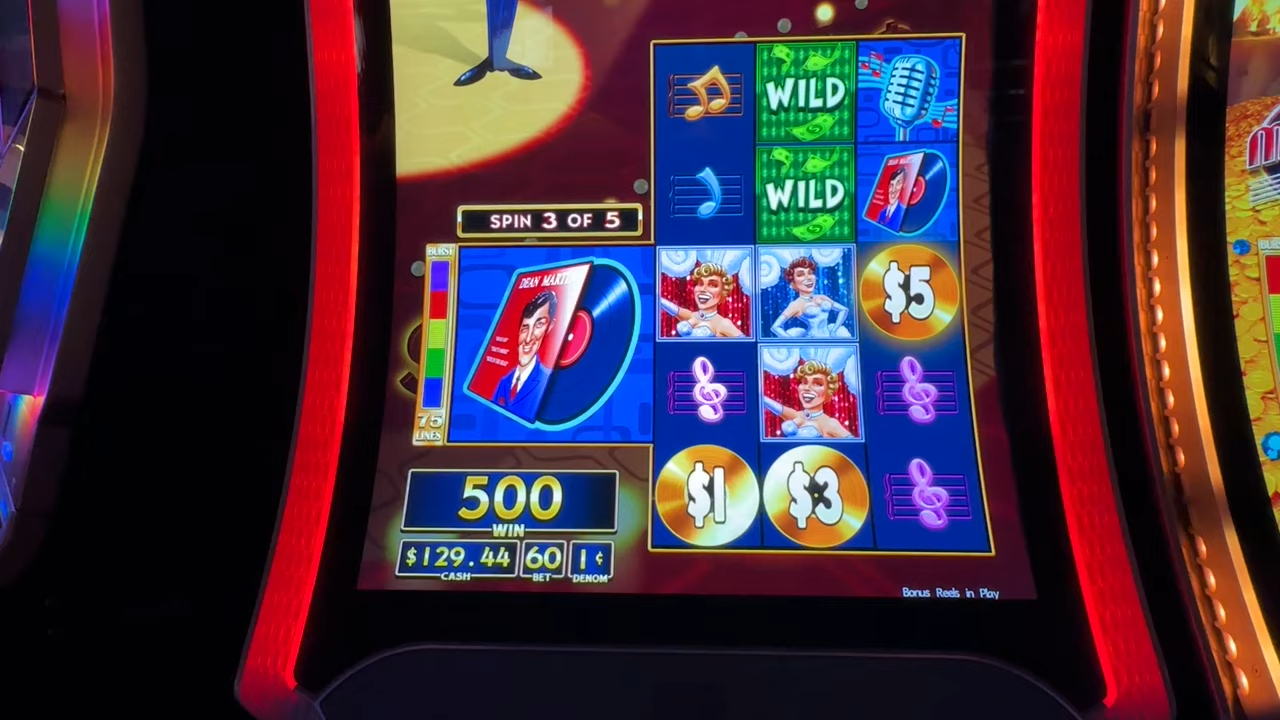 WILD
WILD
SPIN 3 OF 5
BURST
DEAN MARTIN
$5
75
LINES
$1
$3
500
WIN
$129.44
CASH
60
BET
1¢
DENOM
Bonus Reels in Play